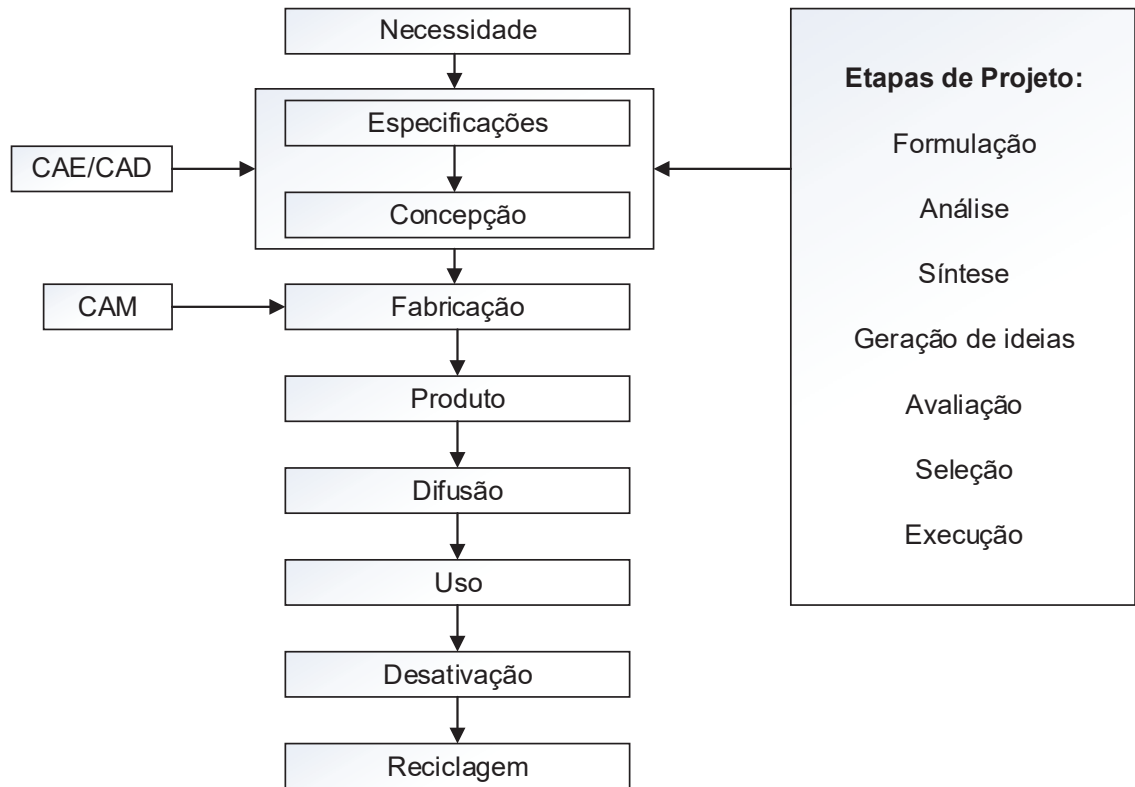 Necessidade
Especificações
CAE/CAD
Concepção
CAM
Fabricação
Produto
Difusão
Uso
Desativação
Reciclagem
Etapas de Projeto:
Formulação
Análise
Síntese
Geração de ideias
Avaliação
Seleção
Execução